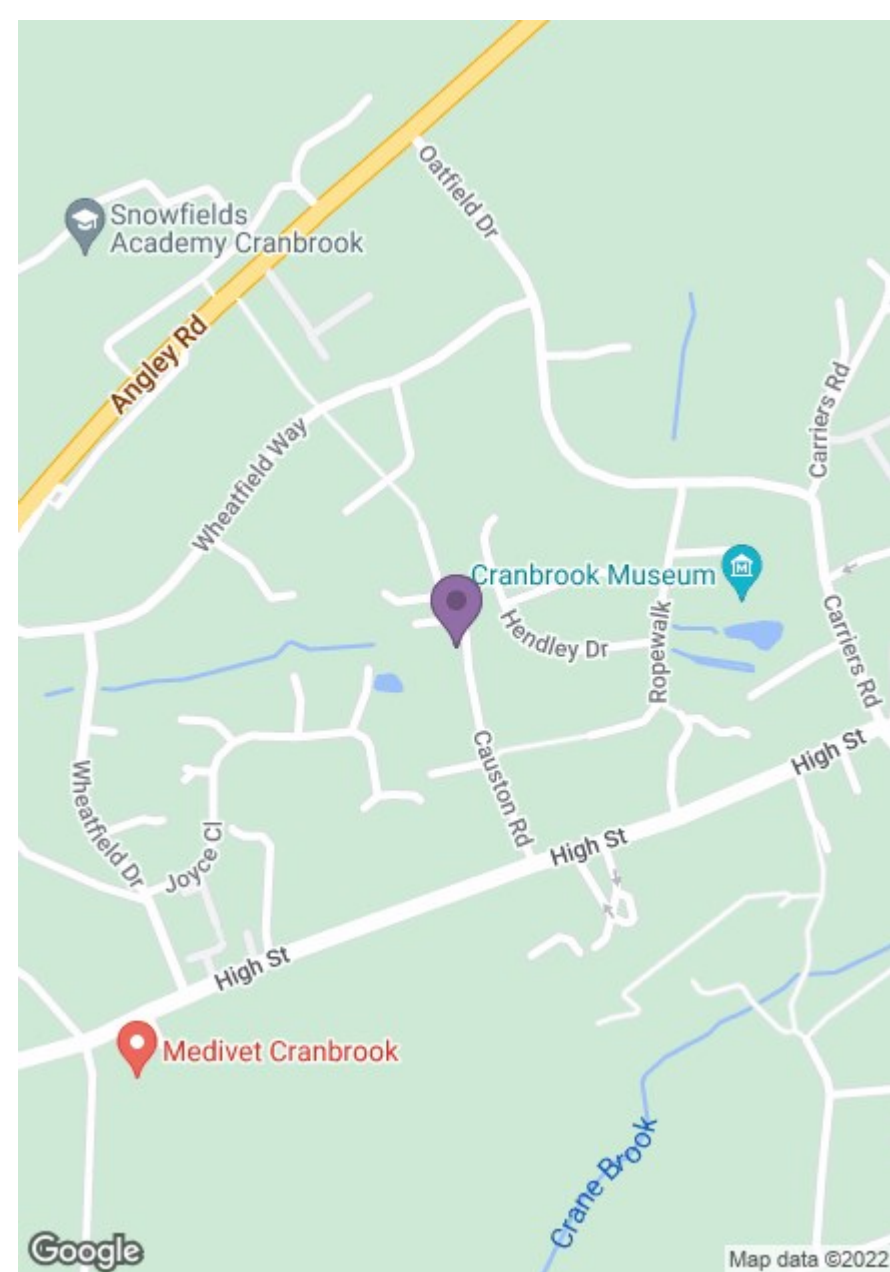 Oatfield Dr
Snowfields
Academy Cranbrook
Angley Rd
Carriers Rd
Wheatfield Way
Cranbrook Museum
Hendley Dr
Ropewalk
Carriers Rd
Causton Rd
High St
Wheatfield Dr
Joyce Cl
High St
High St
Medivet Cranbrook
Crane Brook
Google
Map data ©2022